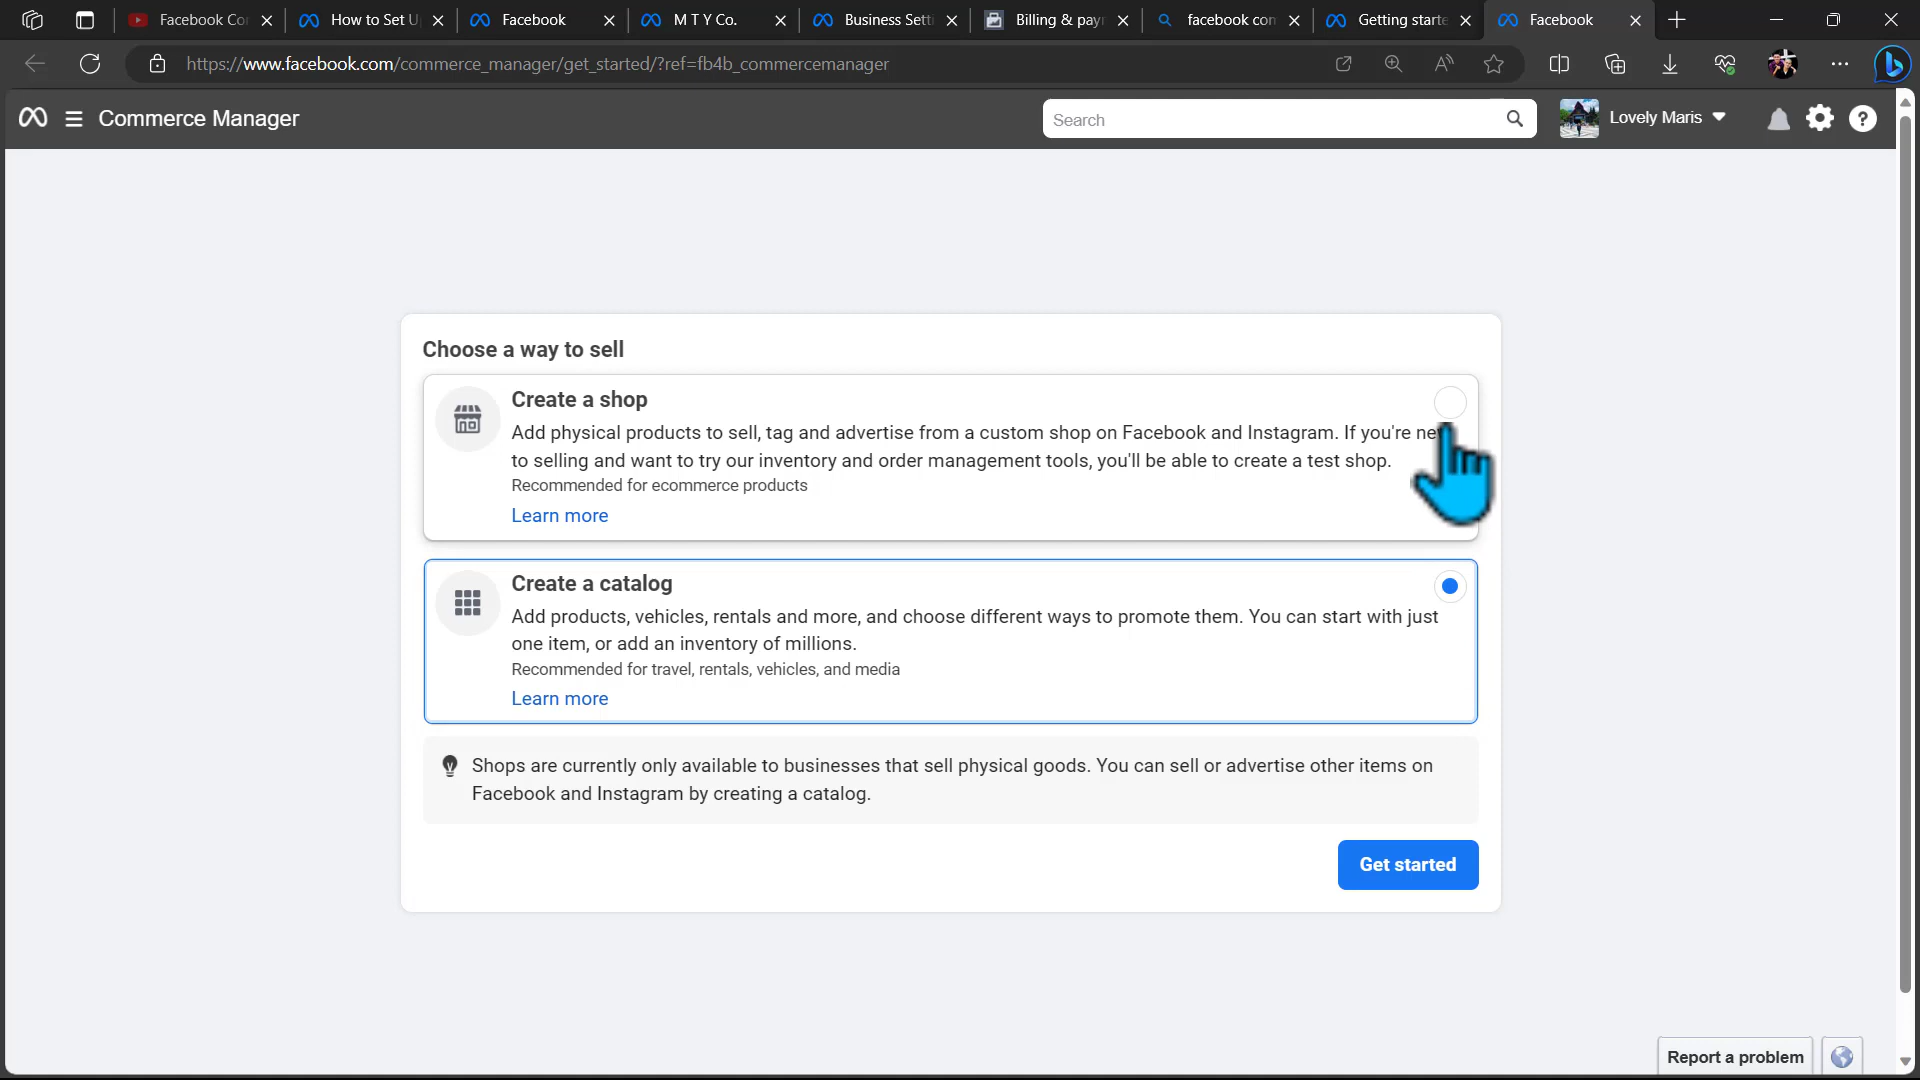 Facebook Co
How to Set U
Facebook
M T Y Co.
Business Setti
Billing & pay
facebook con
Getting starte
Facebook
https://www.facebook.com/commerce_manager/get_started/?ref=fb4b_commercemanager
Commerce Manager
Search
Lovely Maris
Choose a way to sell
Create a shop
Add physical products to sell, tag and advertise from a custom shop on Facebook and Instagram. If you're
to selling and want to try our inventory and order management tools, you'll be able to create a test shop.
Recommended for ecommerce products
Learn more
Create a catalog
Add products, vehicles, rentals and more, and choose different ways to promote them. You can start with just
one item, or add an inventory of millions.
Recommended for travel, rentals, vehicles, and media
Learn more
Shops are currently only available to businesses that sell physical goods. You can sell or advertise other items on
Facebook and Instagram by creating a catalog.
Get started
Report a problem